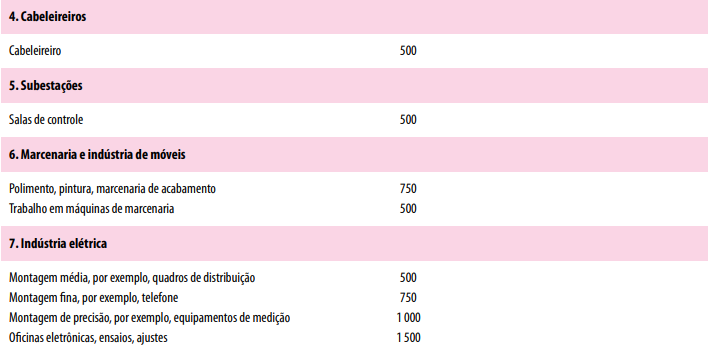 4. Cabeleireiros
Cabeleireiro 500
5. Subestações
Salas de controle 500
6. Marcenaria e indústria de móveis
Polimento, pintura, marcenaria de acabamento 750
Trabalho em máquinas de marcenaria 500
7. Indústria elétrica
Montagem média, por exemplo, quadros de distribuição 500
Montagem fina, por exemplo, telefone 750
Montagem de precisão, por exemplo, equipamentos de medição 1 000
Oficinas eletrônicas, ensaios, ajustes 1 500